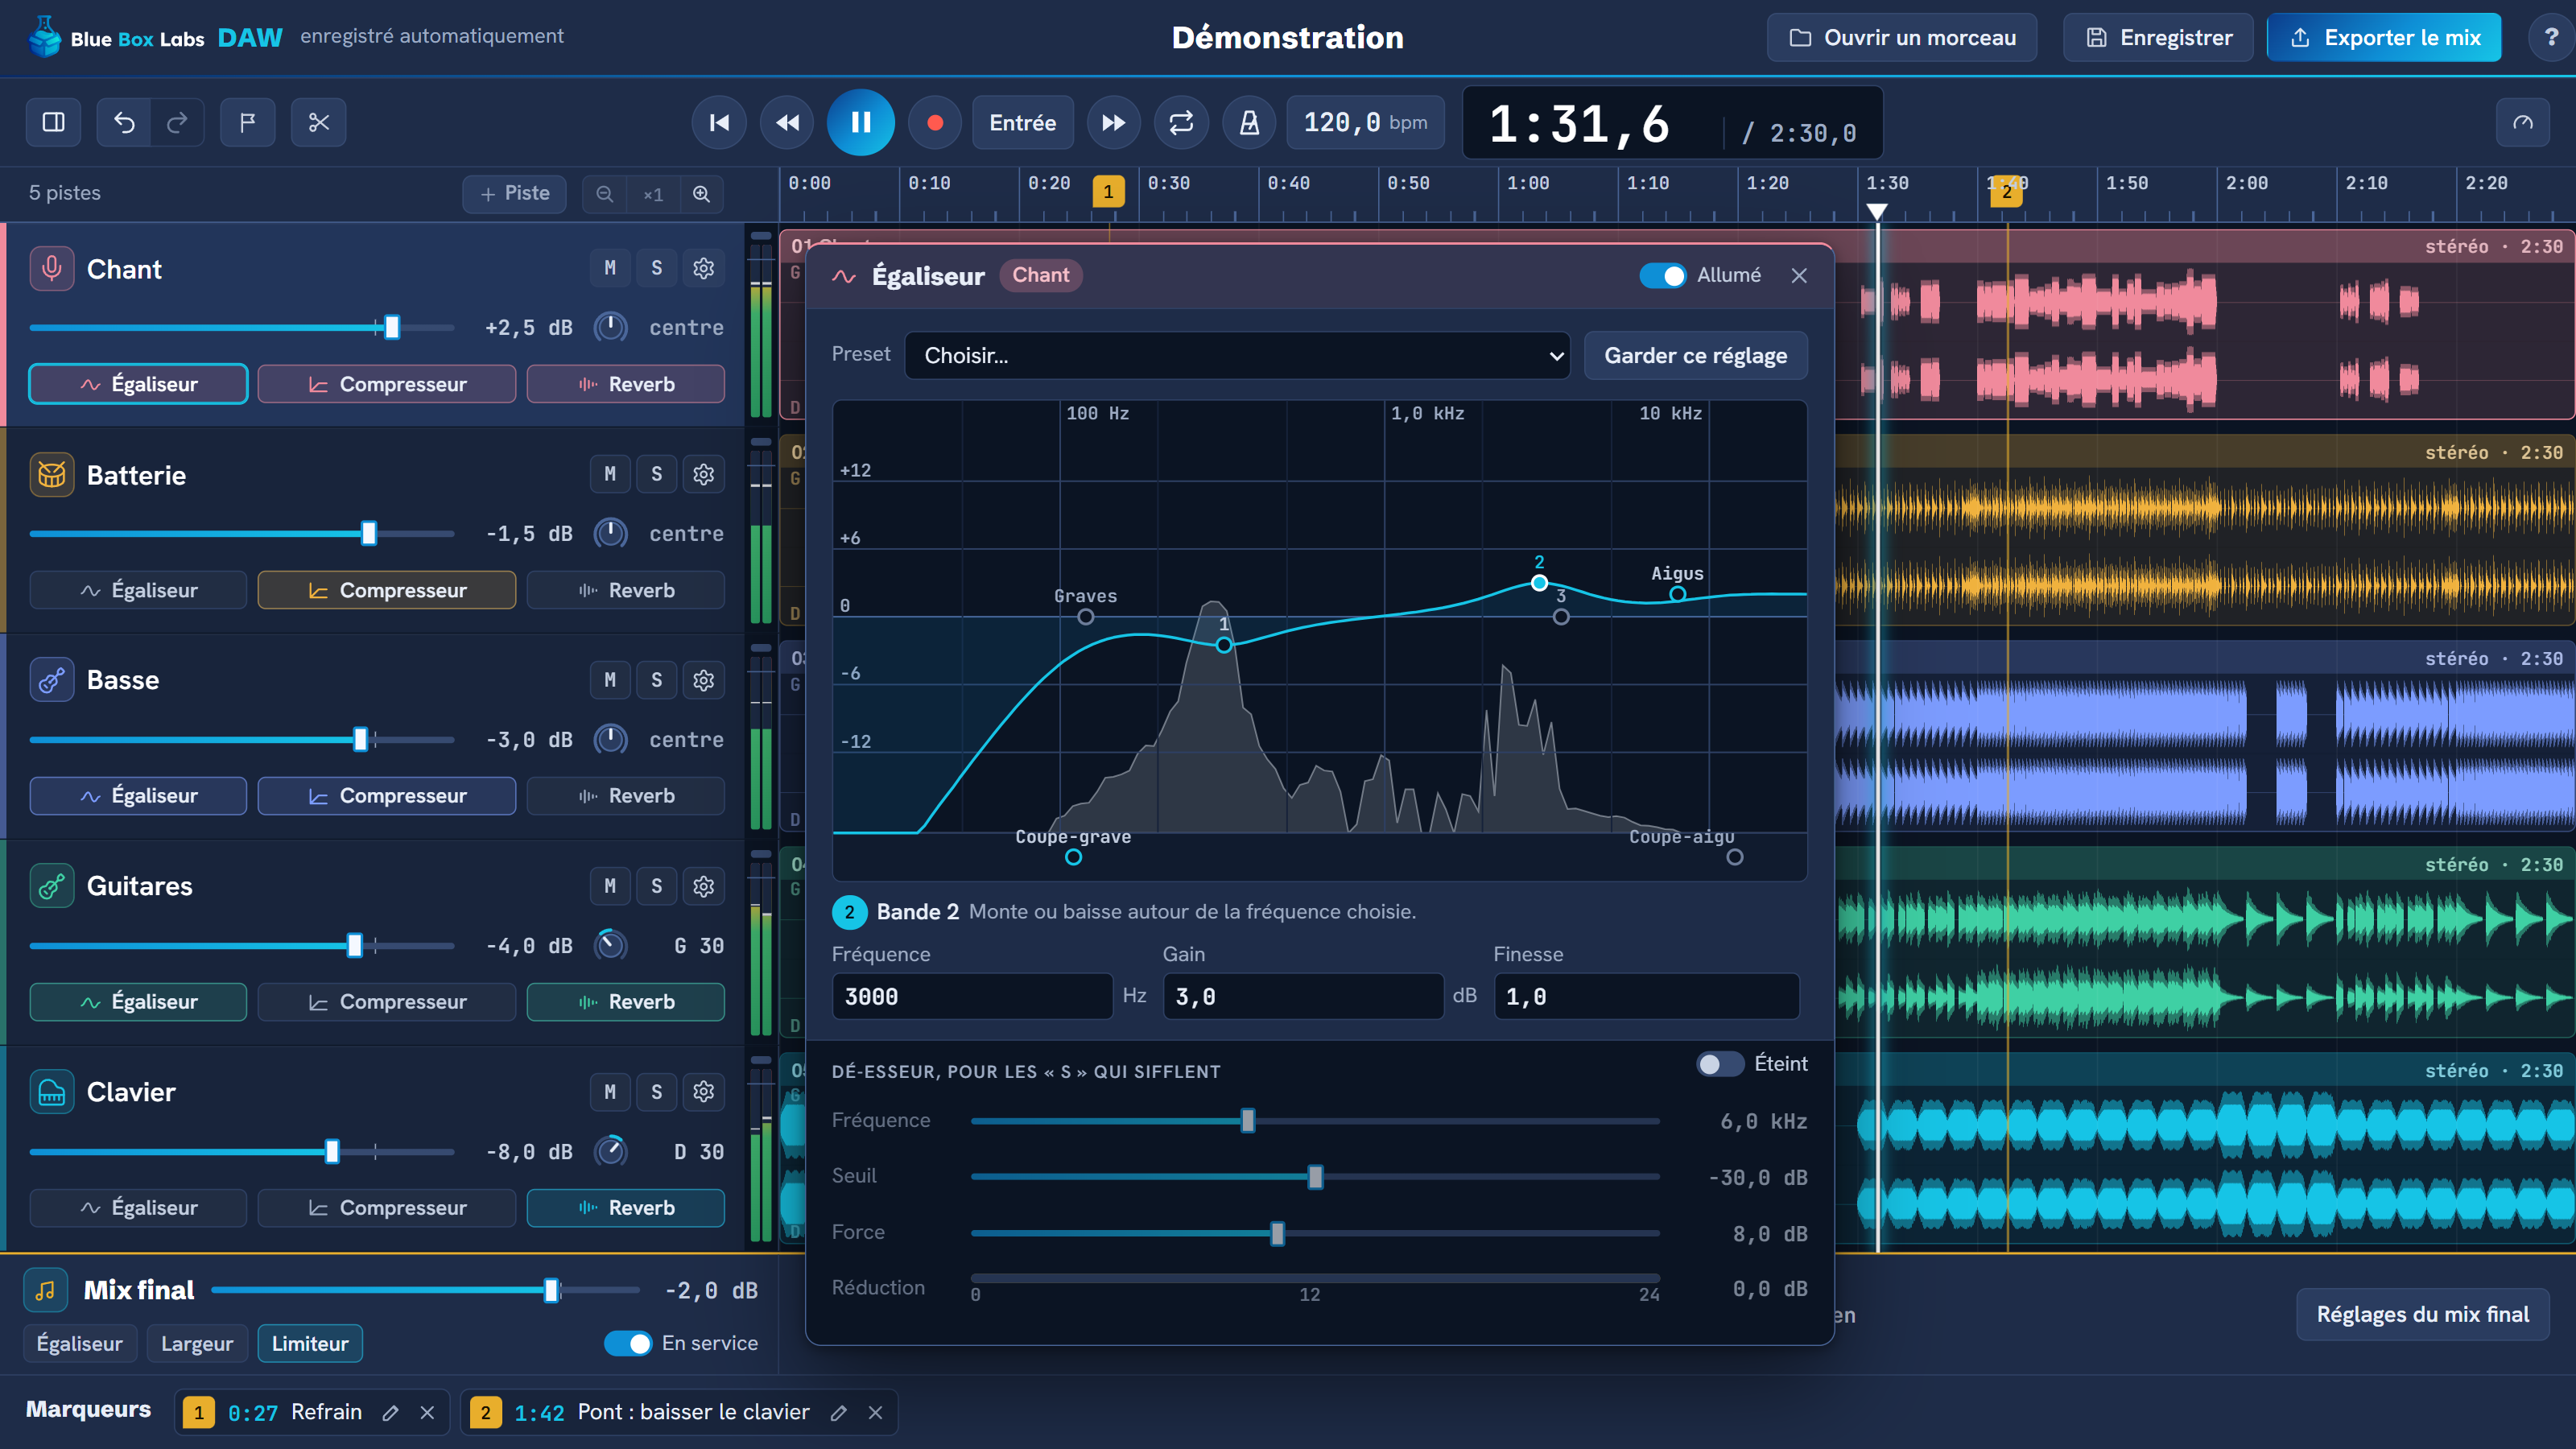 Blue Box Labs DAW enregistré automatiquement Démonstration Ouvrir un morceau Enregistrer Exporter le mix ?
Entrée 120,0 bpm 1:31,6 / 2:30,0
5 pistes + Piste ×1 0:00 0:10 0:20 1 0:30 0:40 0:50 1:00 1:10 1:20 1:30 1:40 2 1:50 2:00 2:10 2:20
Chant M S
+2,5 dB centre
Égaliseur Compresseur Reverb
Batterie M S
-1,5 dB centre
Égaliseur Compresseur Reverb
Basse M S
-3,0 dB centre
Égaliseur Compresseur Reverb
Guitares M S
-4,0 dB G 30
Égaliseur Compresseur Reverb
Clavier M S
-8,0 dB D 30
Égaliseur Compresseur Reverb
G
D
G
D
G
D
G
D
G
D
stéréo · 2:30
stéréo · 2:30
stéréo · 2:30
stéréo · 2:30
stéréo · 2:30
Égaliseur Chant Allumé
Preset Choisir... Garder ce réglage
100 Hz 1,0 kHz 10 kHz
+12
+6
0
-6
-12
Graves 1 2 3 Aigus
Coupe-grave Coupe-aigu
2 Bande 2 Monte ou baisse autour de la fréquence choisie.
Fréquence Gain Finesse
3000 Hz 3,0 dB 1,0
DÉ-ESSEUR, POUR LES « S » QUI SIFFLENT Éteint
Fréquence 6,0 kHz
Seuil -30,0 dB
Force 8,0 dB
Réduction 0 12 24 0,0 dB
Mix final -2,0 dB
Égaliseur Largeur Limiteur En service
Réglages du mix final
Marqueurs 1 0:27 Refrain 2 1:42 Pont : baisser le clavier